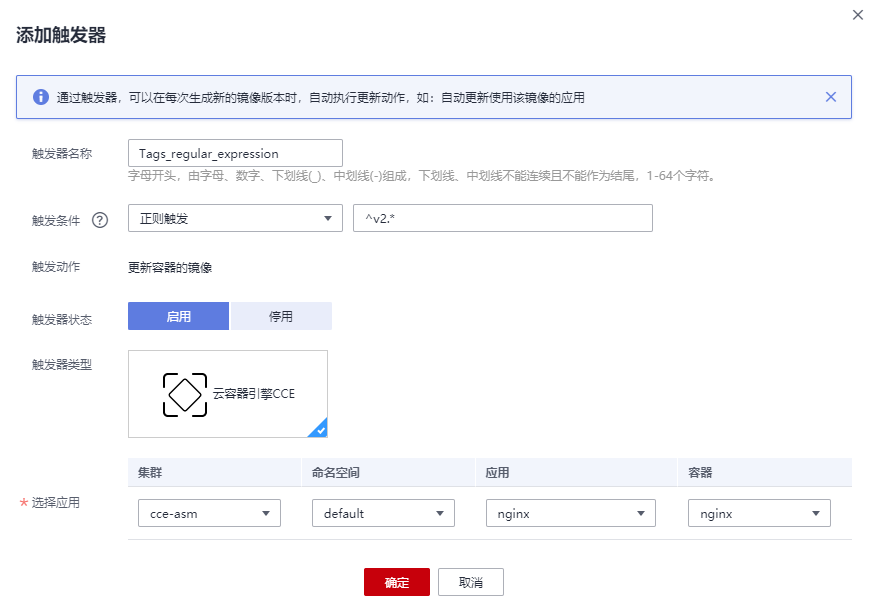 添加触发器
通过触发器，可以在每次生成新的镜像版本时，自动执行更新动作，如：自动更新使用该镜像的应用
触发器名称 Tags_regular_expression
字母开头，由字母、数字、下划线(_)、中划线(-)组成，下划线、中划线不能连续且不能作为结尾，1-64个字符。
触发条件 ? 正则触发 ^v2.*
触发动作 更新容器的镜像
触发器状态 启用 停用
触发器类型 云容器引擎CCE
集群 命名空间 应用 容器
* 选择应用 cce-asm default nginx nginx
确定 取消